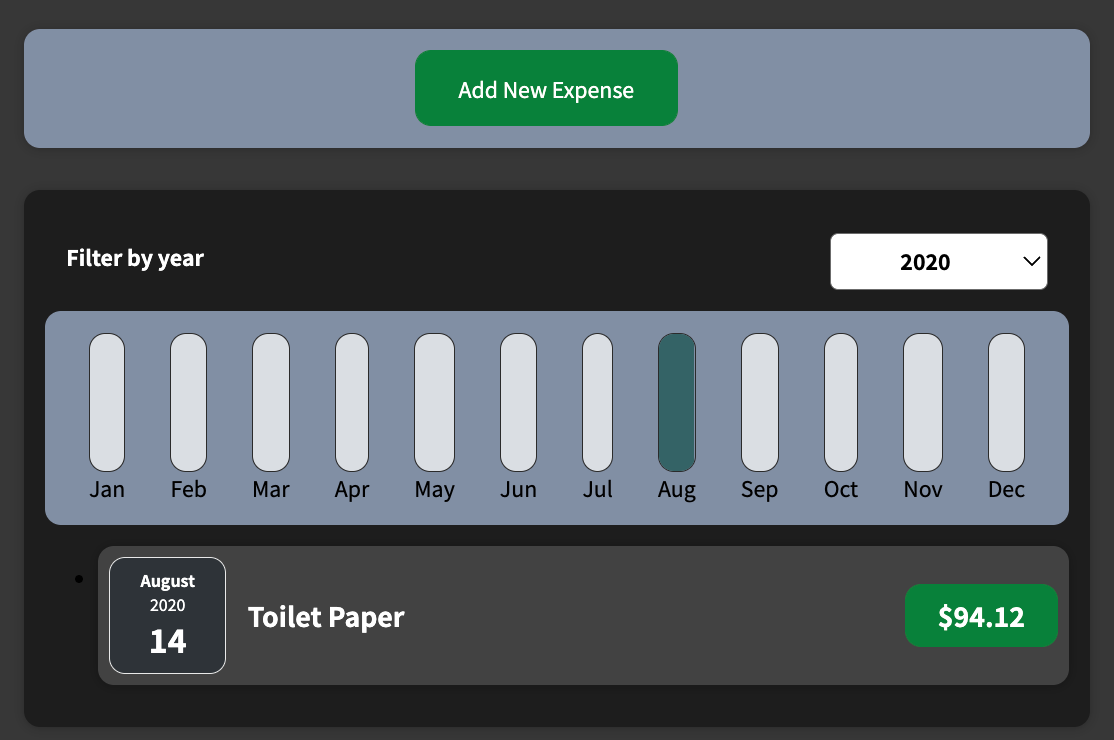 Add New Expense
Filter by year
2020
Jan Feb Mar Apr May Jun Jul Aug Sep Oct Nov Dec
August
2020
14
Toilet Paper
$94.12